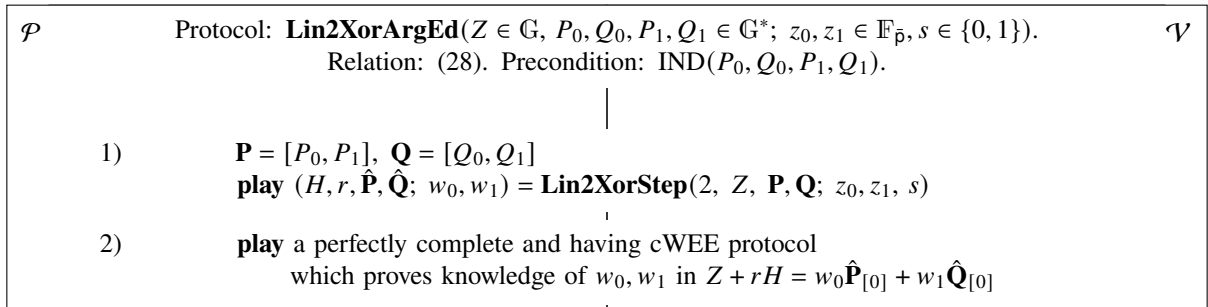 𝒫 Protocol: Lin2XorArgEd(Z ∈ 𝔾, P₀, Q₀, P₁, Q₁ ∈ 𝔾*; z₀, z₁ ∈ 𝔽_p̄, s ∈ {0, 1}). 𝒱
Relation: (28). Precondition: IND(P₀, Q₀, P₁, Q₁).
1) P = [P₀, P₁], Q = [Q₀, Q₁]
play (H, r, P̂, Q̂; w₀, w₁) = Lin2XorStep(2, Z, P, Q; z₀, z₁, s)
2) play a perfectly complete and having cWEE protocol
which proves knowledge of w₀, w₁ in Z + rH = w₀P̂_[0] + w₁Q̂_[0]